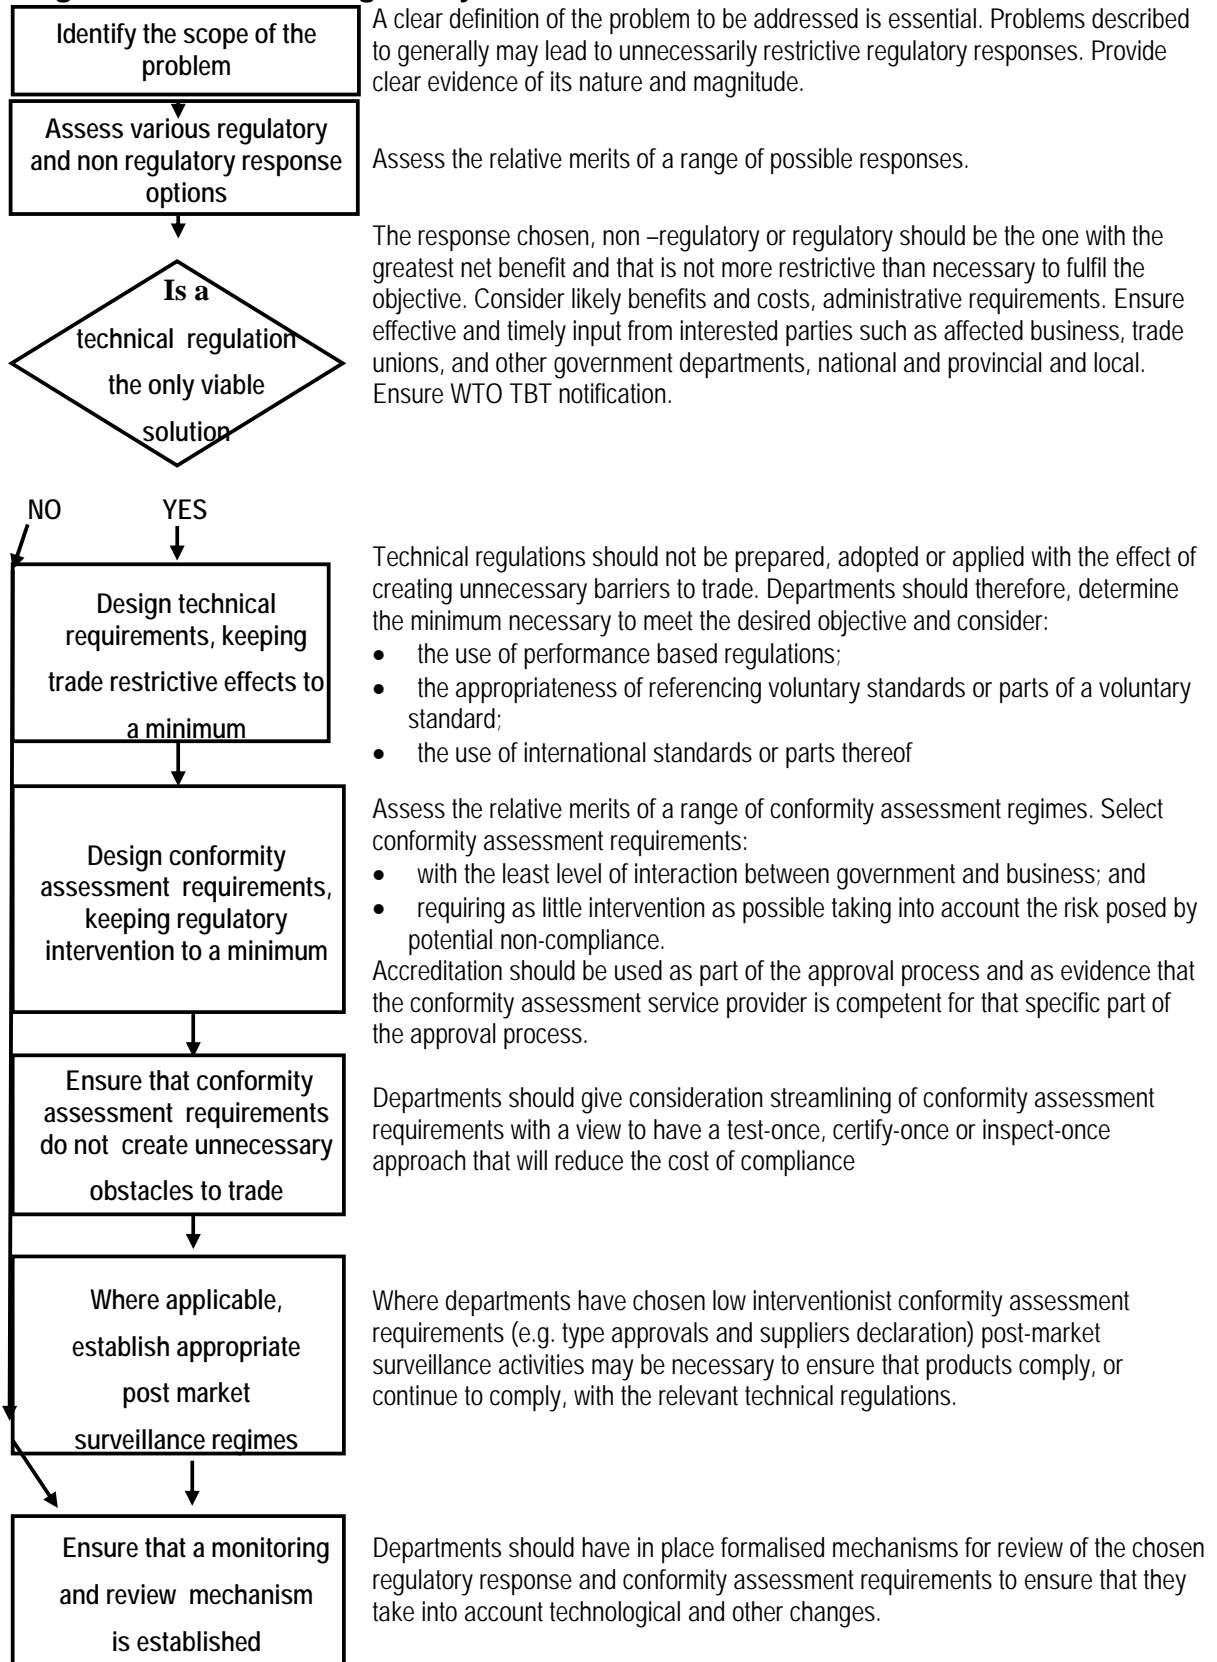 Identify the scope of the
problem
A clear definition of the problem to be addressed is essential. Problems described
to generally may lead to unnecessarily restrictive regulatory responses. Provide
clear evidence of its nature and magnitude.
Assess various regulatory
and non regulatory response
options
Assess the relative merits of a range of possible responses.
Is a
technical regulation
the only viable
solution
The response chosen, non –regulatory or regulatory should be the one with the
greatest net benefit and that is not more restrictive than necessary to fulfil the
objective. Consider likely benefits and costs, administrative requirements. Ensure
effective and timely input from interested parties such as affected business, trade
unions, and other government departments, national and provincial and local.
Ensure WTO TBT notification.
NO YES
Design technical
requirements, keeping
trade restrictive effects to
a minimum
Technical regulations should not be prepared, adopted or applied with the effect of
creating unnecessary barriers to trade. Departments should therefore, determine
the minimum necessary to meet the desired objective and consider:
• the use of performance based regulations;
• the appropriateness of referencing voluntary standards or parts of a voluntary
standard;
• the use of international standards or parts thereof
Design conformity
assessment requirements,
keeping regulatory
intervention to a minimum
Assess the relative merits of a range of conformity assessment regimes. Select
conformity assessment requirements:
• with the least level of interaction between government and business; and
• requiring as little intervention as possible taking into account the risk posed by
potential non-compliance.
Accreditation should be used as part of the approval process and as evidence that
the conformity assessment service provider is competent for that specific part of
the approval process.
Ensure that conformity
assessment requirements
do not create unnecessary
obstacles to trade
Departments should give consideration streamlining of conformity assessment
requirements with a view to have a test-once, certify-once or inspect-once
approach that will reduce the cost of compliance
Where applicable,
establish appropriate
post market
surveillance regimes
Where departments have chosen low interventionist conformity assessment
requirements (e.g. type approvals and suppliers declaration) post-market
surveillance activities may be necessary to ensure that products comply, or
continue to comply, with the relevant technical regulations.
Ensure that a monitoring
and review mechanism
is established
Departments should have in place formalised mechanisms for review of the chosen
regulatory response and conformity assessment requirements to ensure that they
take into account technological and other changes.